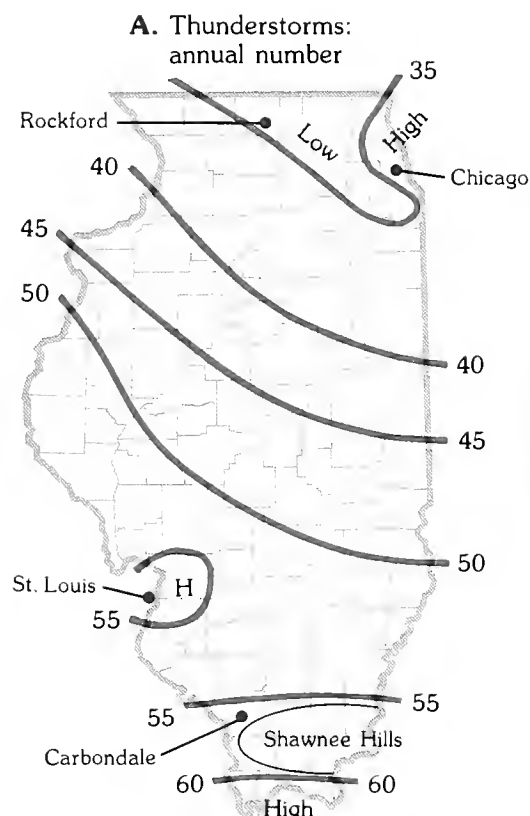 A. Thunderstorms:
annual number
35
Rockford
Low
High
Chicago
40
45
50
40
45
50
St. Louis
H
55
55
55
Carbondale
Shawnee Hills
60
60
High